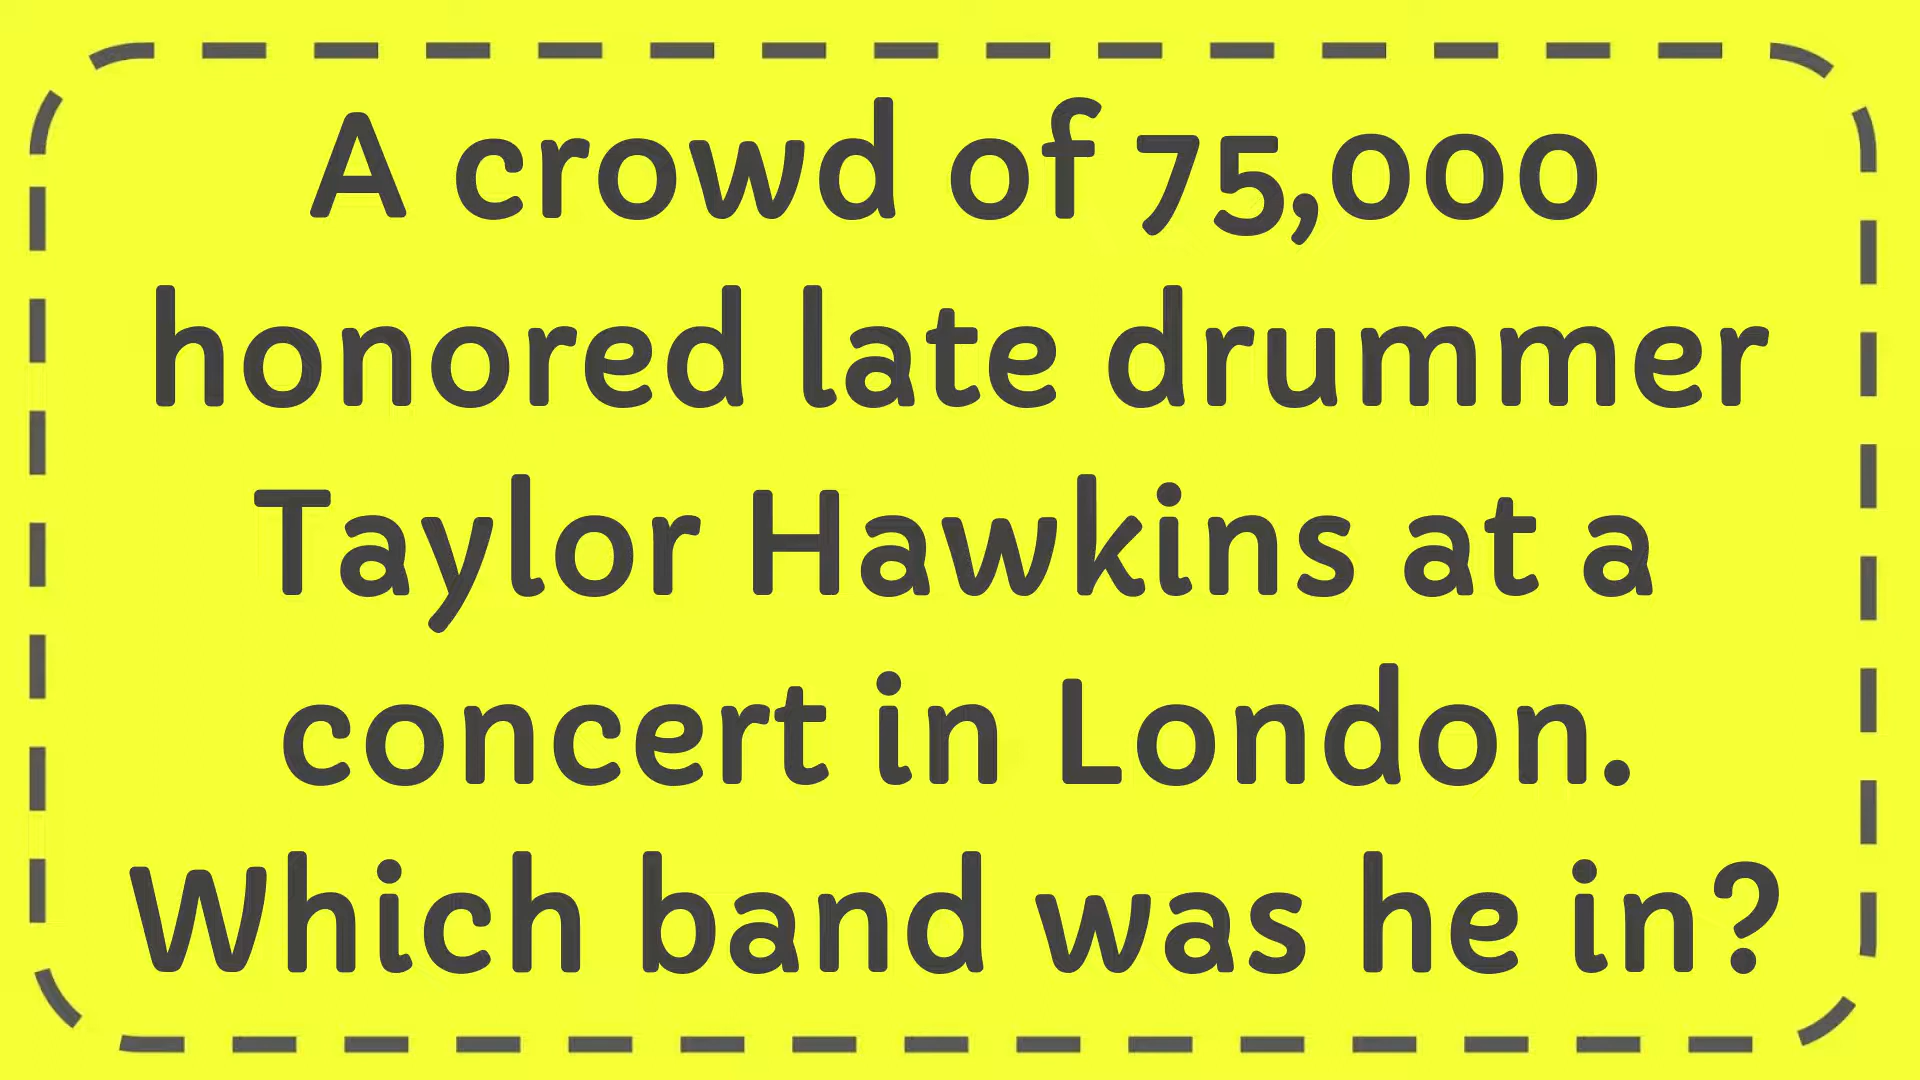 A crowd of 75,000
honored late drummer
Taylor Hawkins at a
concert in London.
Which band was he in?